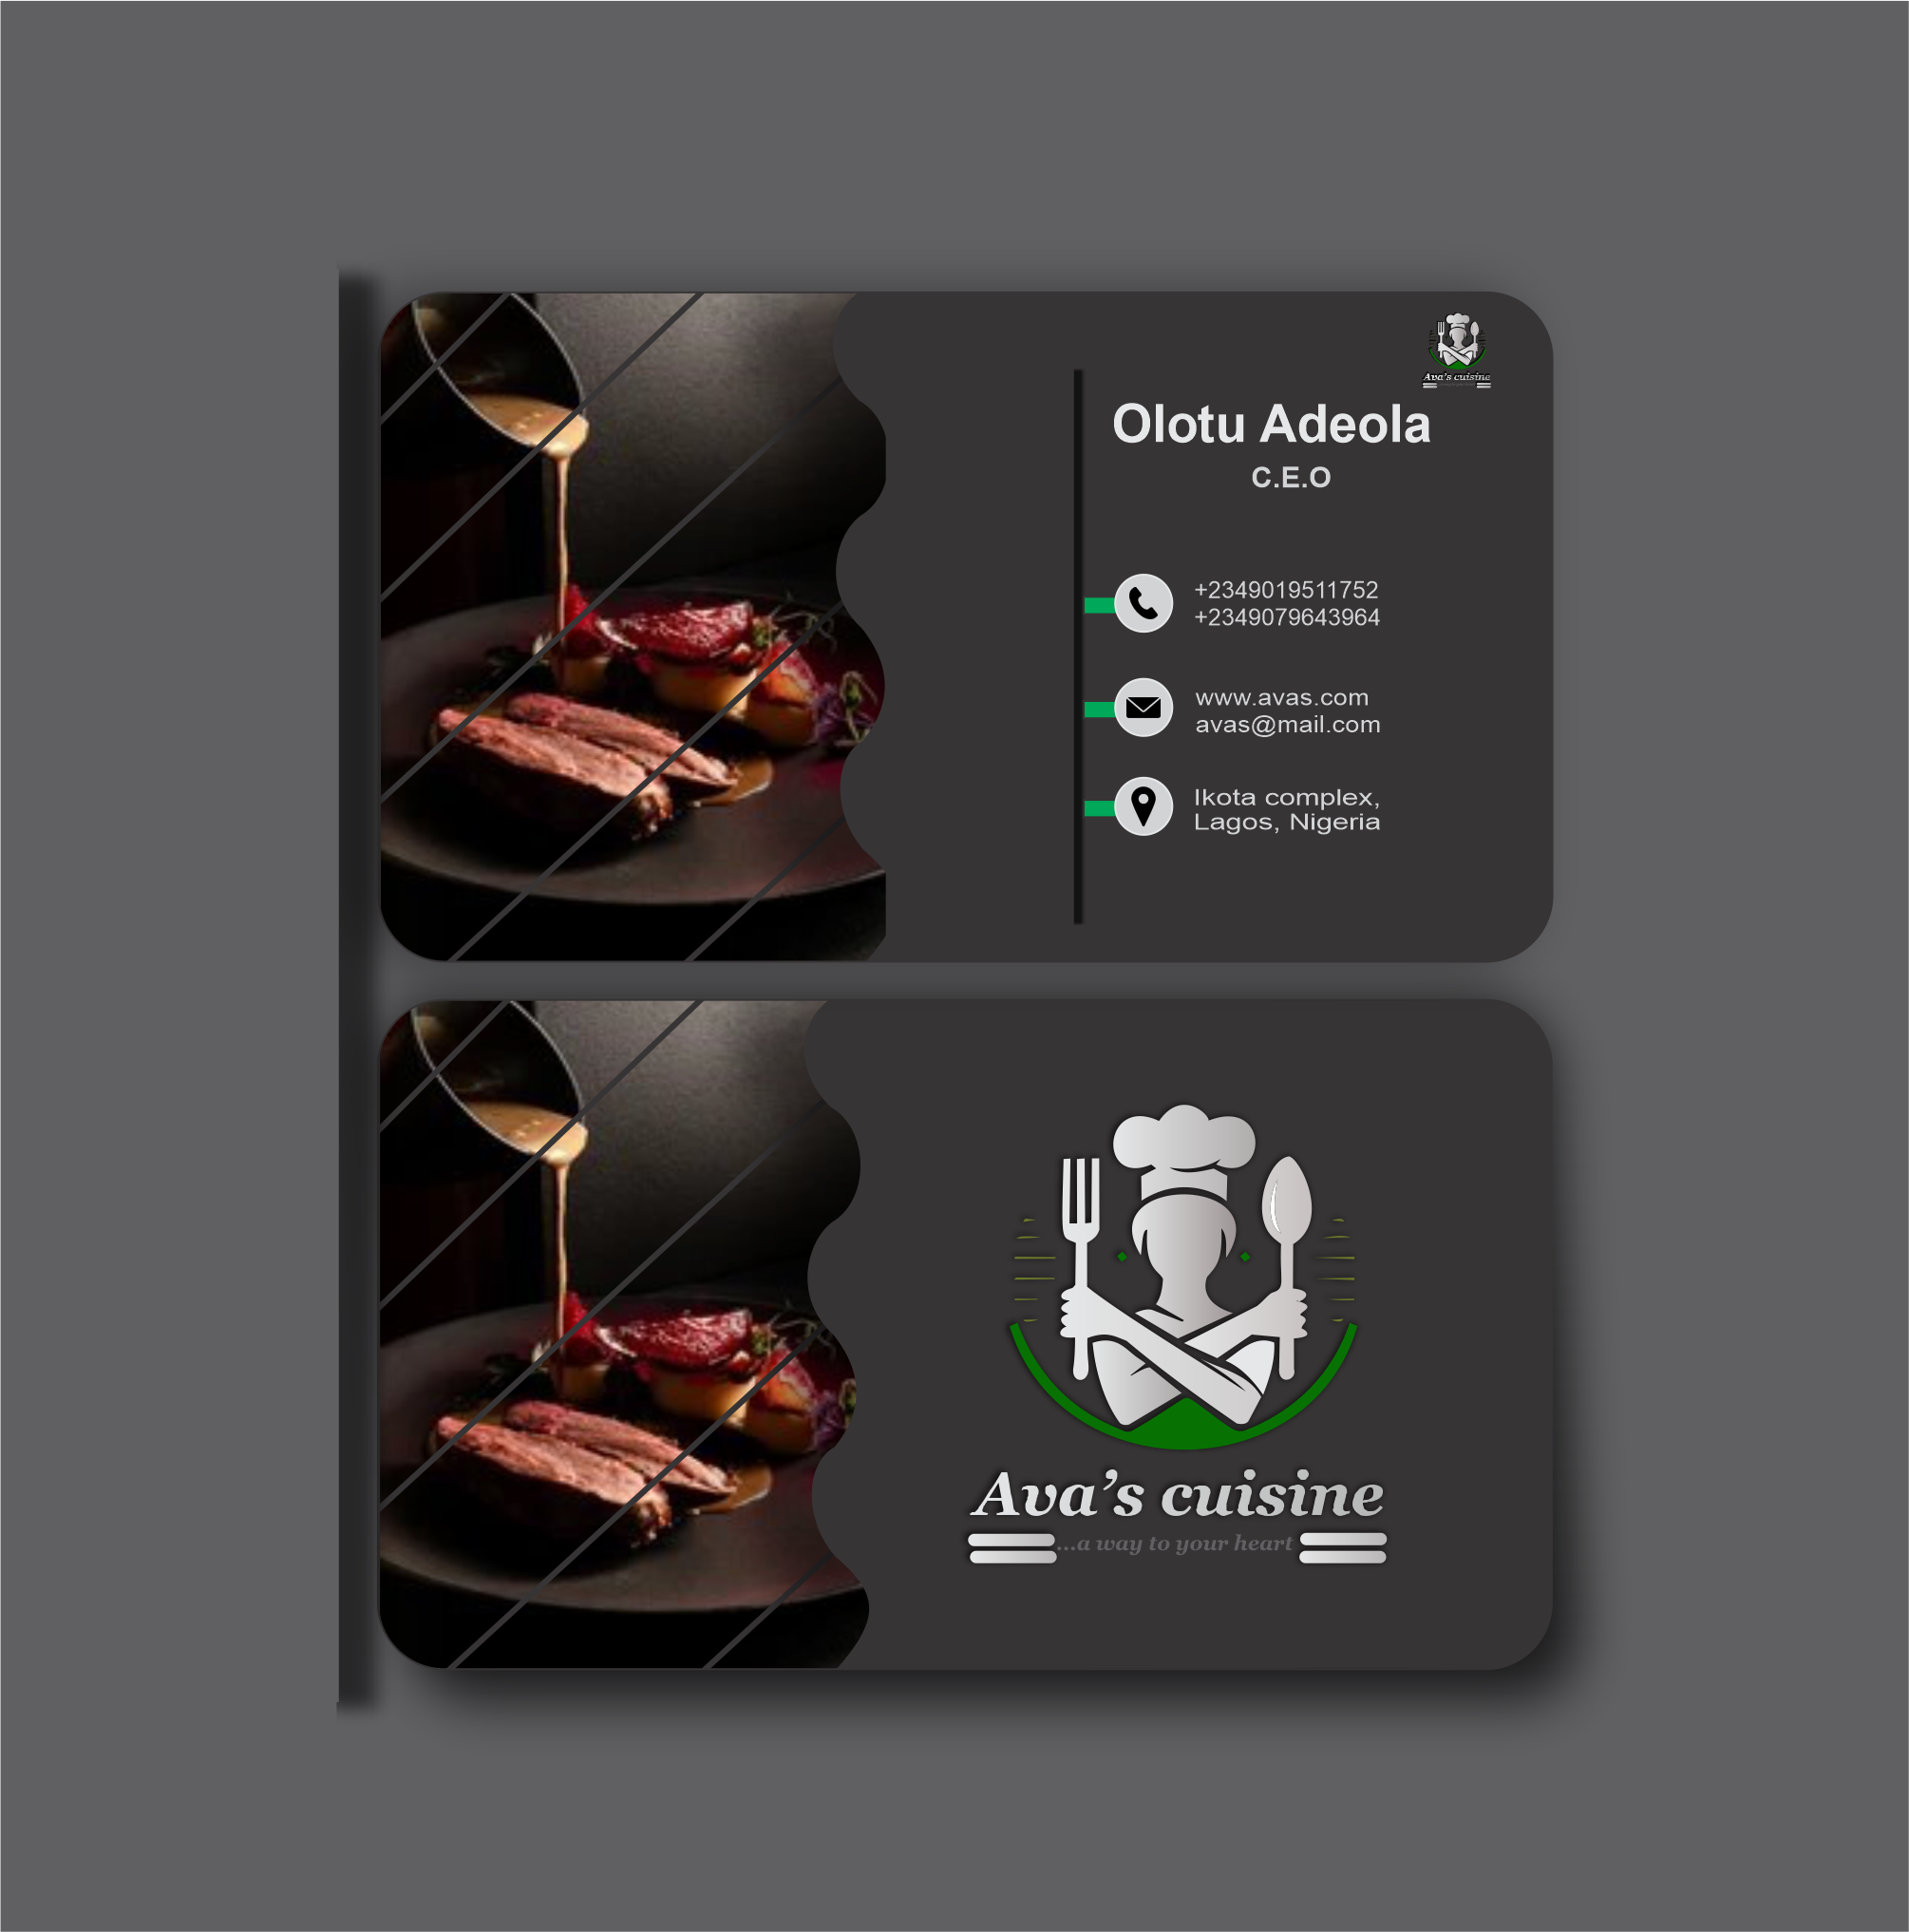 Ava's cuisine
Olotu Adeola
C.E.O
+2349019511752
+2349079643964
www.avas.com
avas@mail.com
Ikota complex,
Lagos, Nigeria
Ava's cuisine
...a way to your heart